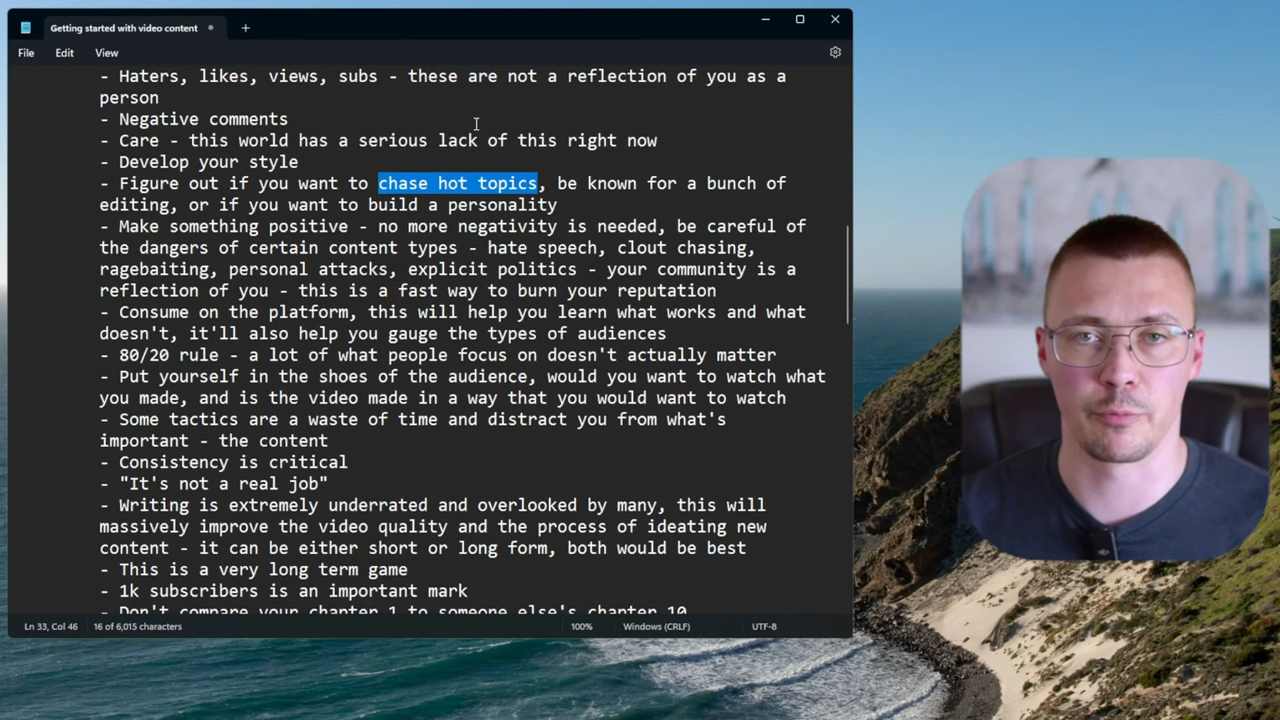 Getting started with video content
File Edit View
- Haters, likes, views, subs - these are not a reflection of you as a
person
- Negative comments
- Care - this world has a serious lack of this right now
- Develop your style
- Figure out if you want to chase hot topics, be known for a bunch of
editing, or if you want to build a personality
- Make something positive - no more negativity is needed, be careful of
the dangers of certain content types - hate speech, clout chasing,
ragebaiting, personal attacks, explicit politics - your community is a
reflection of you - this is a fast way to burn your reputation
- Consume on the platform, this will help you learn what works and what
doesn't, it'll also help you gauge the types of audiences
- 80/20 rule - a lot of what people focus on doesn't actually matter
- Put yourself in the shoes of the audience, would you want to watch what
you made, and is the video made in a way that you would want to watch
- Some tactics are a waste of time and distract you from what's
important - the content
- Consistency is critical
- "It's not a real job"
- Writing is extremely underrated and overlooked by many, this will
massively improve the video quality and the process of ideating new
content - it can be either short or long form, both would be best
- This is a very long term game
- 1k subscribers is an important mark
- Don't compare your chapter 1 to someone else's chapter 10
Ln 33, Col 46 16 of 6,015 characters 100% Windows (CRLF) UTF-8